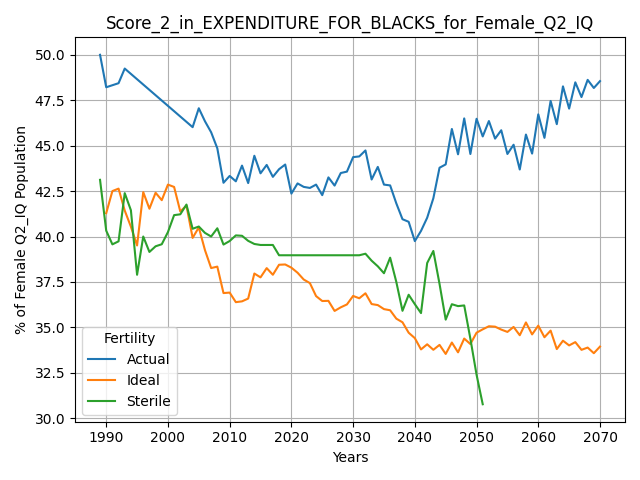 Score_2_in_EXPENDITURE_FOR_BLACKS_for_Female_Q2_IQ
% of Female Q2_IQ Population
50.0
47.5
45.0
42.5
40.0
37.5
35.0
32.5
30.0
Fertility
Actual
Ideal
Sterile
1990 2000 2010 2020 2030 2040 2050 2060 2070
Years